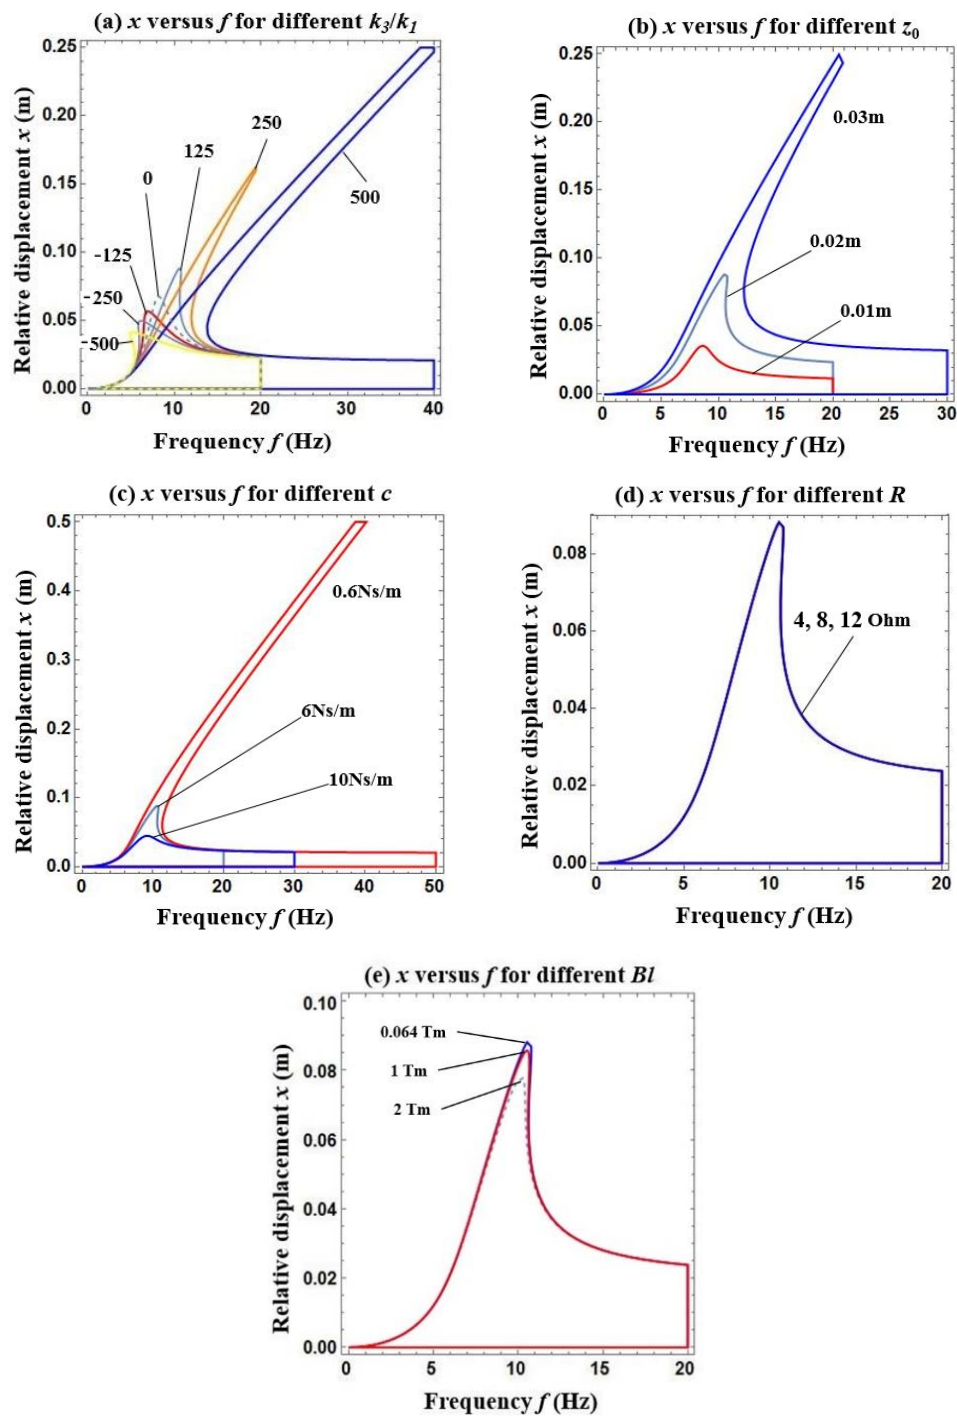 (a) x versus f for different k3/k1
Relative displacement x (m)
0.25
0.20
0.15
0.10
0.05
0.00
250
125
0
500
-125
-250
-500
0 10 20 30 40
Frequency f (Hz)
(b) x versus f for different z0
Relative displacement x (m)
0.25
0.20
0.15
0.10
0.05
0.00
0.03m
0.02m
0.01m
0 5 10 15 20 25 30
Frequency f (Hz)
(c) x versus f for different c
Relative displacement x (m)
0.5
0.4
0.3
0.2
0.1
0.0
0.6Ns/m
6Ns/m
10Ns/m
0 10 20 30 40 50
Frequency f (Hz)
(d) x versus f for different R
Relative displacement x (m)
0.08
0.06
0.04
0.02
0.00
4, 8, 12 Ohm
0 5 10 15 20
Frequency f (Hz)
(e) x versus f for different Bl
Relative displacement x (m)
0.10
0.08
0.06
0.04
0.02
0.00
0.064 Tm
1 Tm
2 Tm
0 5 10 15 20
Frequency f (Hz)